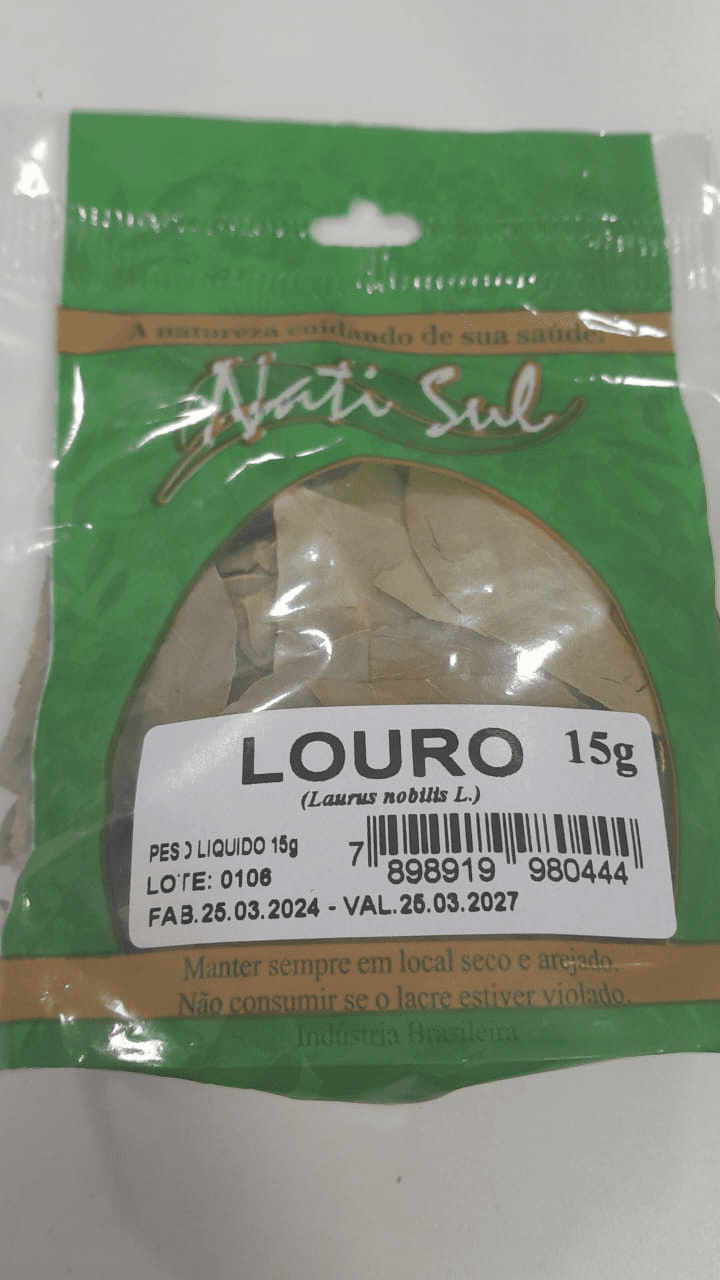 A natureza cuidando de sua saúde!
Nati Sul
LOURO 15g
(Laurus nobilis L.)
PESO LIQUIDO 15g
LOTE: 0106
FAB.25.03.2024 - VAL.25.03.2027
7 898919 980444
Manter sempre em local seco e arejado.
Não consumir se o lacre estiver violado.
Indústria Brasileira